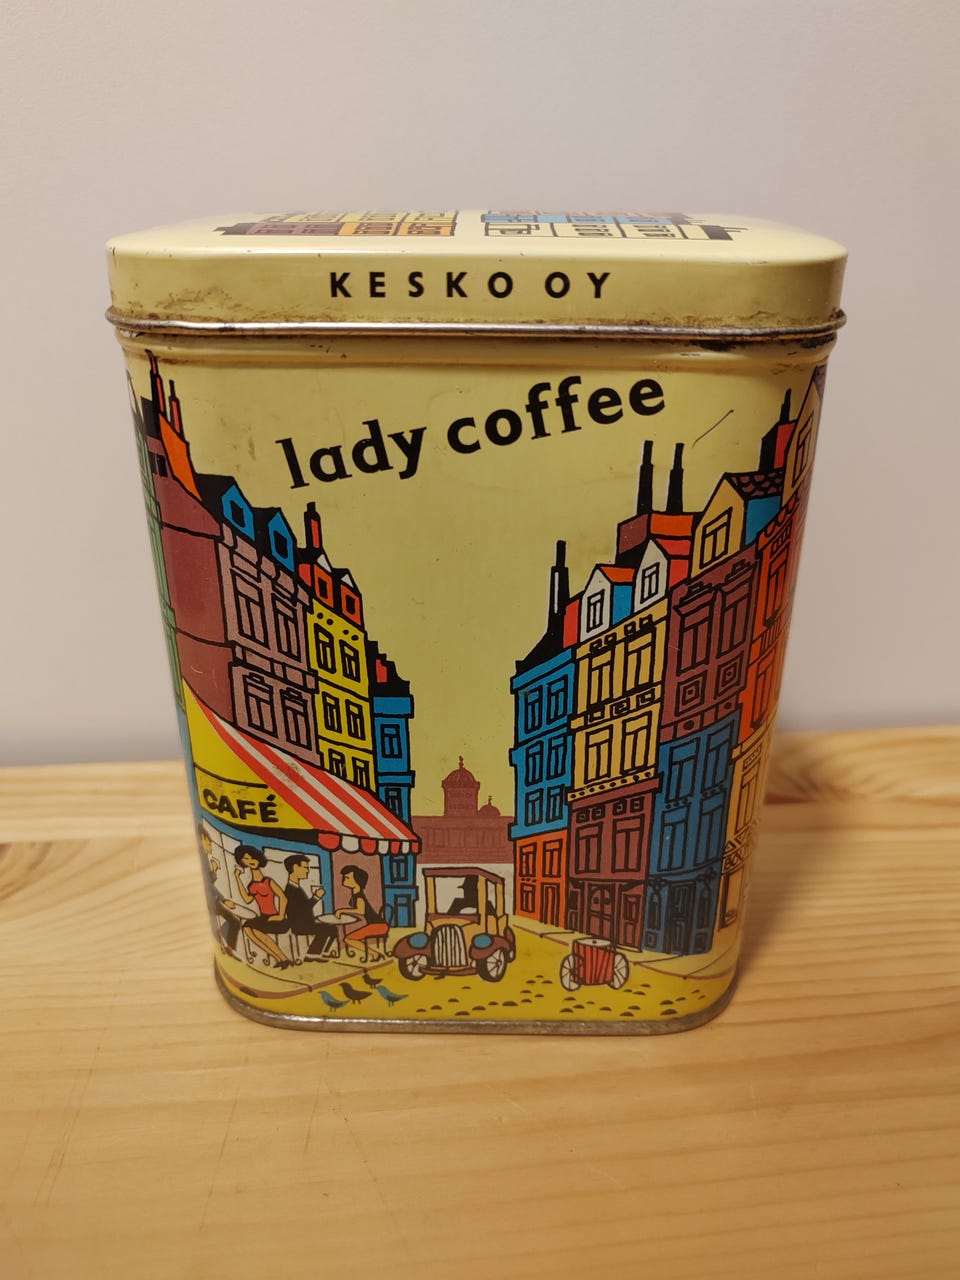 KESKO OY
lady coffee
CAFÉ